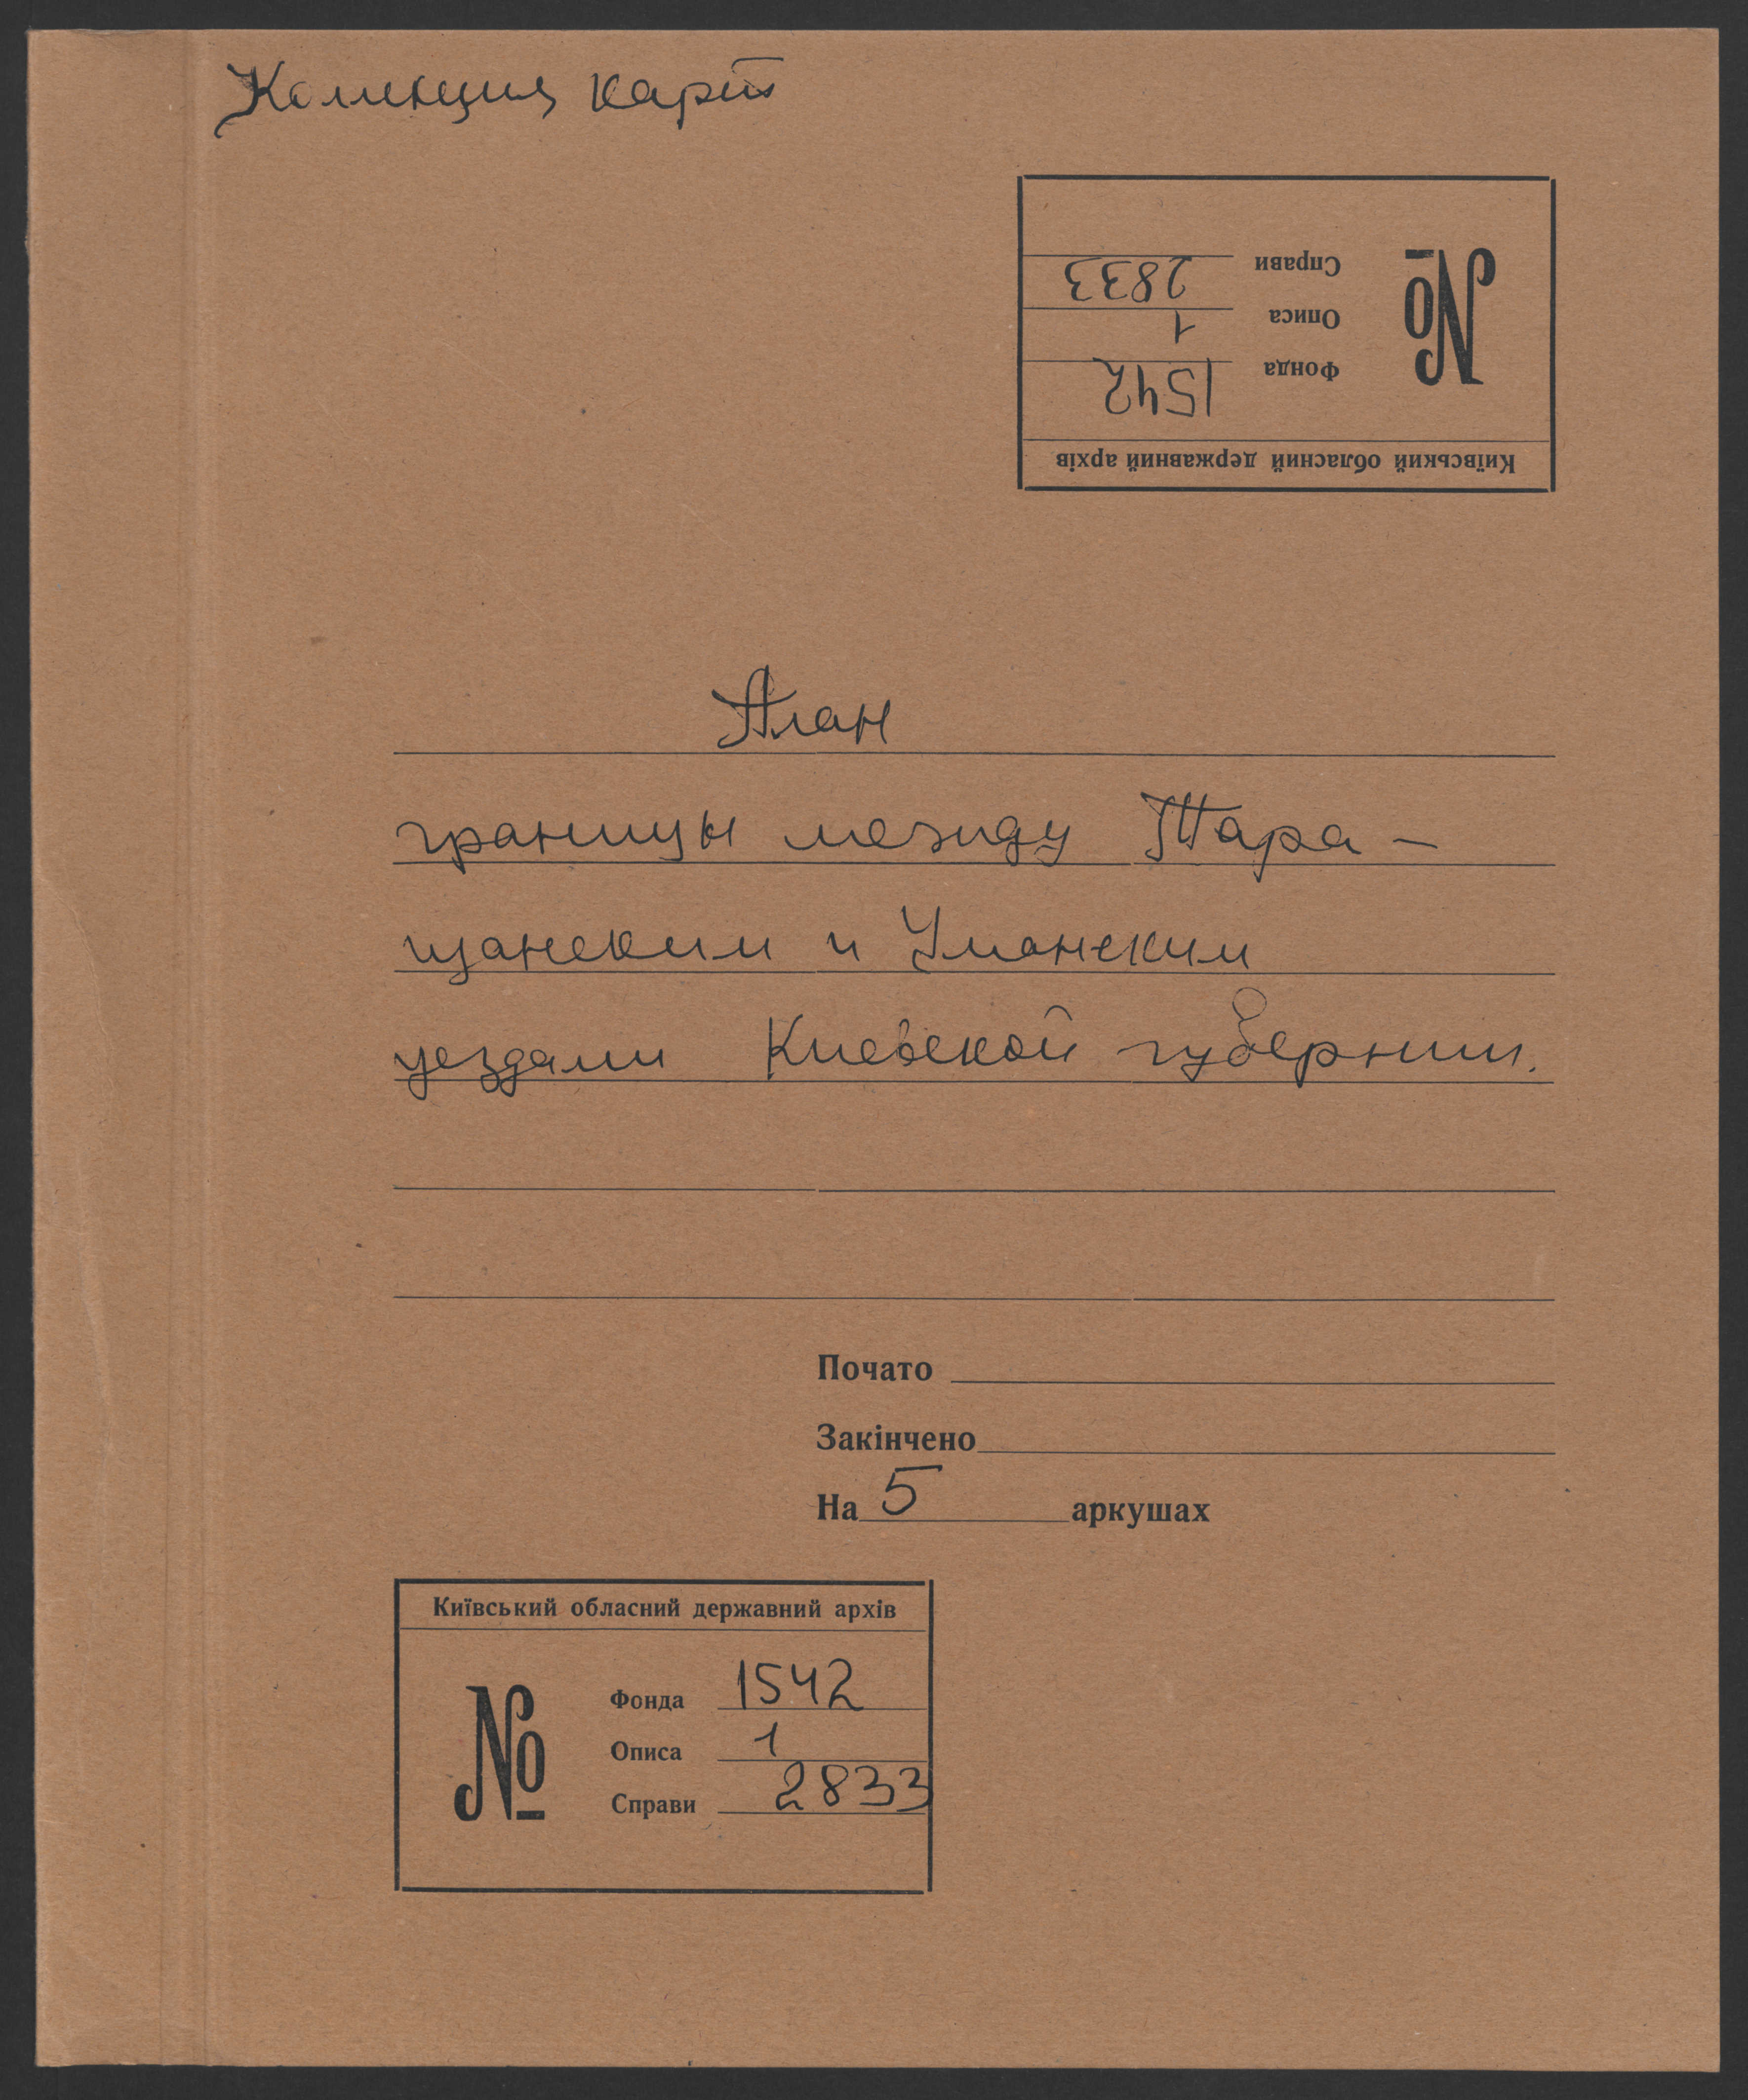 Коллекция карт
Київський обласний державний архів
№
Фонда 1542
Описа 1
Справи 2833
План
границы между Тара-
щанским и Уманским
уездами Киевской губернии.
Почато
Закінчено
На 5 аркушах
Київський обласний державний архів
№
Фонда 1542
Описа 1
Справи 2833